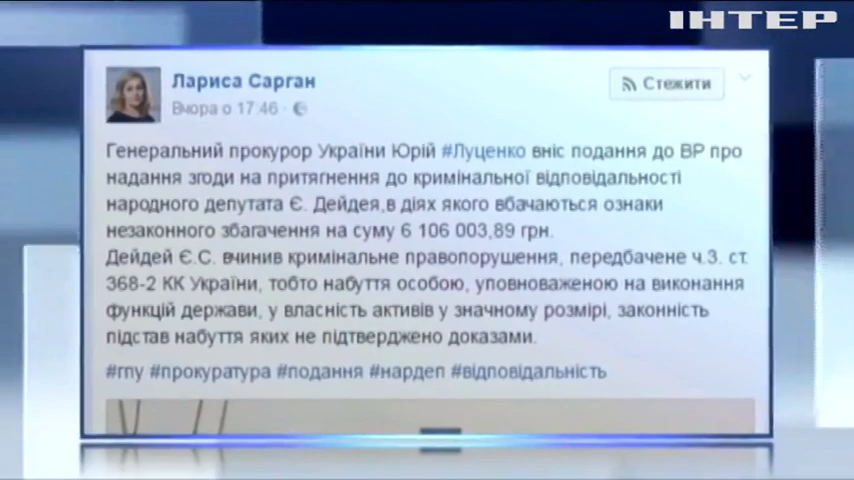 ІНТЕР
Лариса Сарган
Стежити
Вчора о 17:46 ·
Генеральний прокурор України Юрій #Луценко вніс подання до ВР про
надання згоди на притягнення до кримінальної відповідальності
народного депутата Є. Дейдея,в діях якого вбачаються ознаки
незаконного збагачення на суму 6 106 003,89 грн.
Дейдей Є.С. вчинив кримінальне правопорушення, передбачене ч.3. ст.
368-2 КК України, тобто набуття особою, уповноваженою на виконання
функцій держави, у власність активів у значному розмірі, законність
підстав набуття яких не підтверджено доказами.
#гпу #прокуратура #подання #нардеп #відповідальність